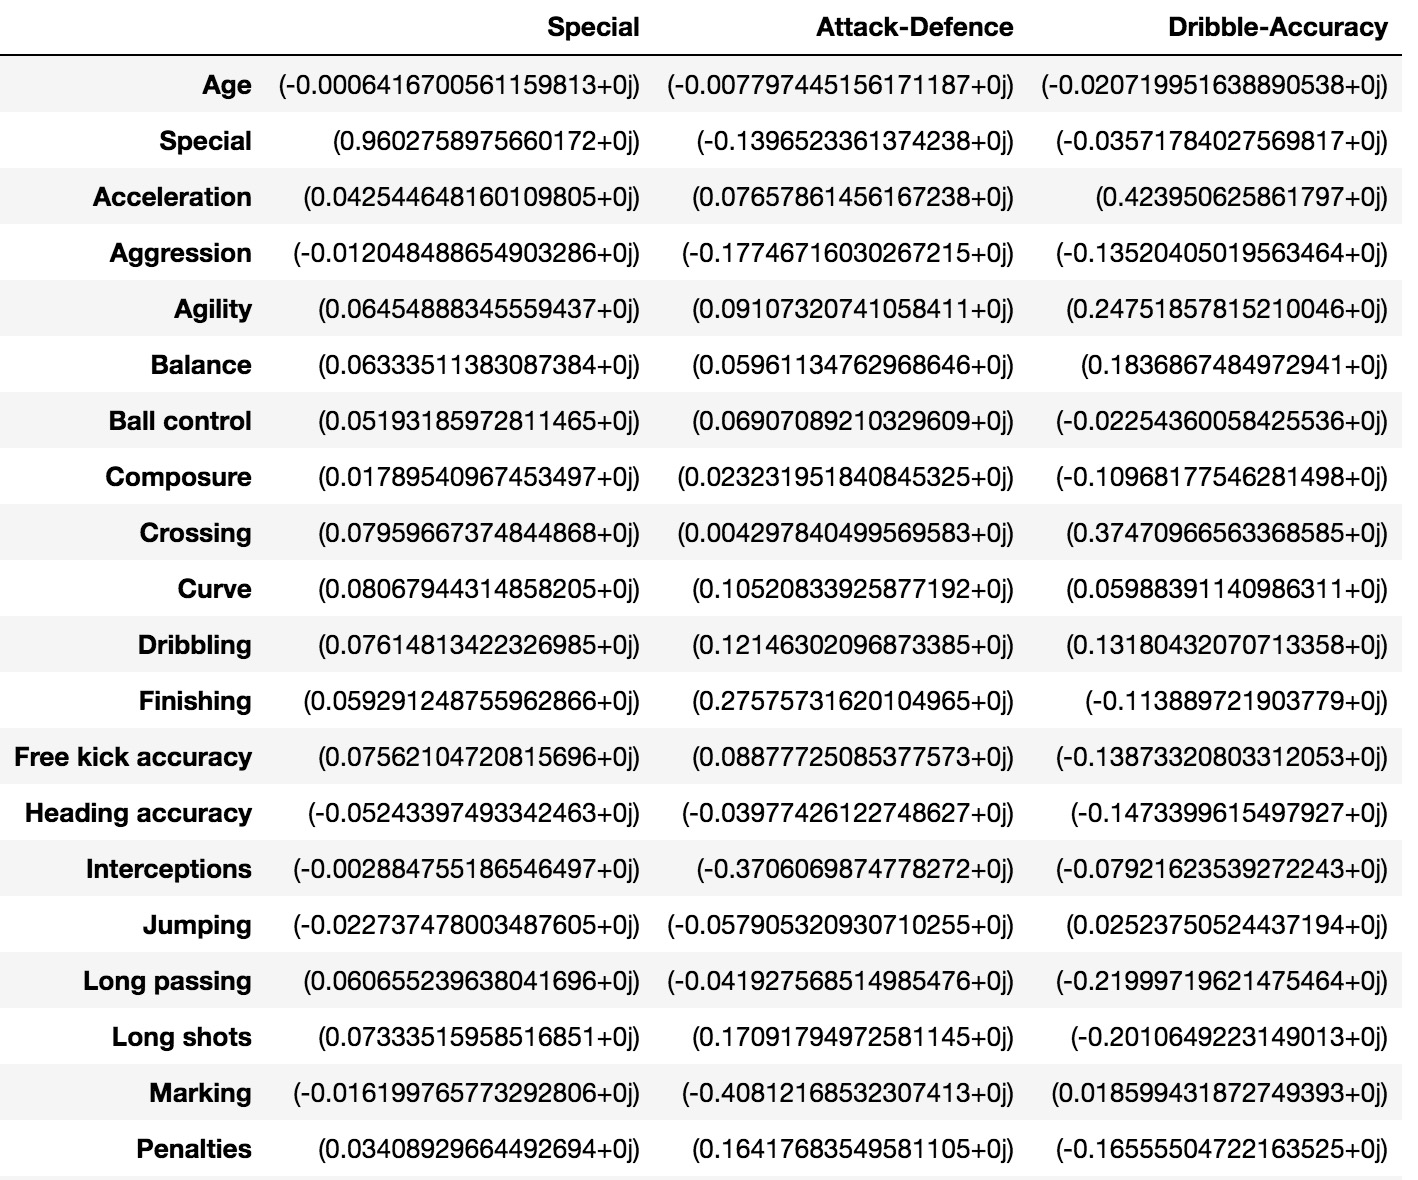 Special Attack-Defence Dribble-Accuracy
Age (-0.0006416700561159813+0j) (-0.007797445156171187+0j) (-0.020719951638890538+0j)
Special (0.9602758975660172+0j) (-0.1396523361374238+0j) (-0.03571784027569817+0j)
Acceleration (0.042544648160109805+0j) (0.07657861456167238+0j) (0.423950625861797+0j)
Aggression (-0.012048488654903286+0j) (-0.17746716030267215+0j) (-0.13520405019563464+0j)
Agility (0.06454888345559437+0j) (0.09107320741058411+0j) (0.24751857815210046+0j)
Balance (0.06333511383087384+0j) (0.05961134762968646+0j) (0.1836867484972941+0j)
Ball control (0.05193185972811465+0j) (0.06907089210329609+0j) (-0.02254360058425536+0j)
Composure (0.01789540967453497+0j) (0.023231951840845325+0j) (-0.10968177546281498+0j)
Crossing (0.07959667374844868+0j) (0.004297840499569583+0j) (0.37470966563368585+0j)
Curve (0.08067944314858205+0j) (0.10520833925877192+0j) (0.05988391140986311+0j)
Dribbling (0.07614813422326985+0j) (0.12146302096873385+0j) (0.13180432070713358+0j)
Finishing (0.059291248755962866+0j) (0.27575731620104965+0j) (-0.113889721903779+0j)
Free kick accuracy (0.07562104720815696+0j) (0.08877725085377573+0j) (-0.13873320803312053+0j)
Heading accuracy (-0.05243397493342463+0j) (-0.03977426122748627+0j) (-0.1473399615497927+0j)
Interceptions (-0.002884755186546497+0j) (-0.3706069874778272+0j) (-0.07921623539272243+0j)
Jumping (-0.022737478003487605+0j) (-0.057905320930710255+0j) (0.02523750524437194+0j)
Long passing (0.060655239638041696+0j) (-0.041927568514985476+0j) (-0.21999719621475464+0j)
Long shots (0.07333515958516851+0j) (0.17091794972581145+0j) (-0.2010649223149013+0j)
Marking (-0.016199765773292806+0j) (-0.40812168532307413+0j) (0.018599431872749393+0j)
Penalties (0.03408929664492694+0j) (0.16417683549581105+0j) (-0.16555504722163525+0j)